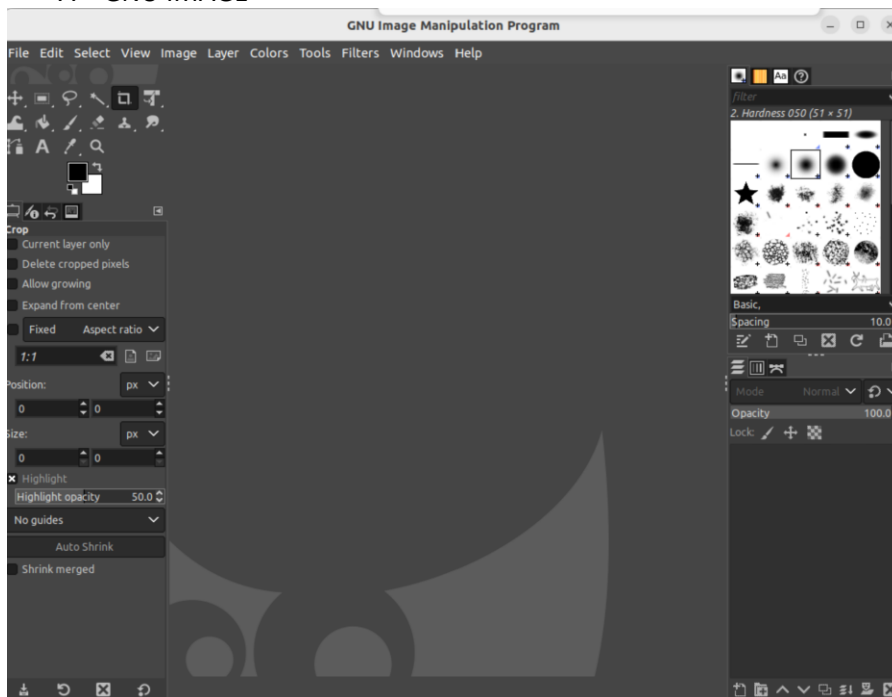 GNU IMAGE
GNU Image Manipulation Program
File Edit Select View Image Layer Colors Tools Filters Windows Help
filter
2. Hardness 050 (51 × 51)
Crop
Current layer only
Delete cropped pixels
Allow growing
Expand from center
Fixed Aspect ratio
1:1
Position: px
0 0
Size: px
0 0
Highlight
Highlight opacity 50.0
No guides
Auto Shrink
Shrink merged
Basic,
Spacing 10.0
Mode Normal
Opacity 100.0
Lock: